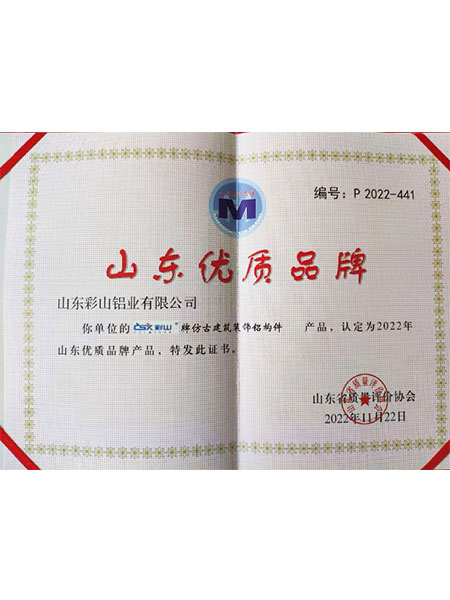 编号：P 2022-441
M
山东优质品牌
山东彩山铝业有限公司
你单位的 CSX彩山 牌仿古建筑装饰铝构件 产品，认定为2022年
山东优质品牌产品，特发此证书。
山东省质量评价协会
2022年11月22日